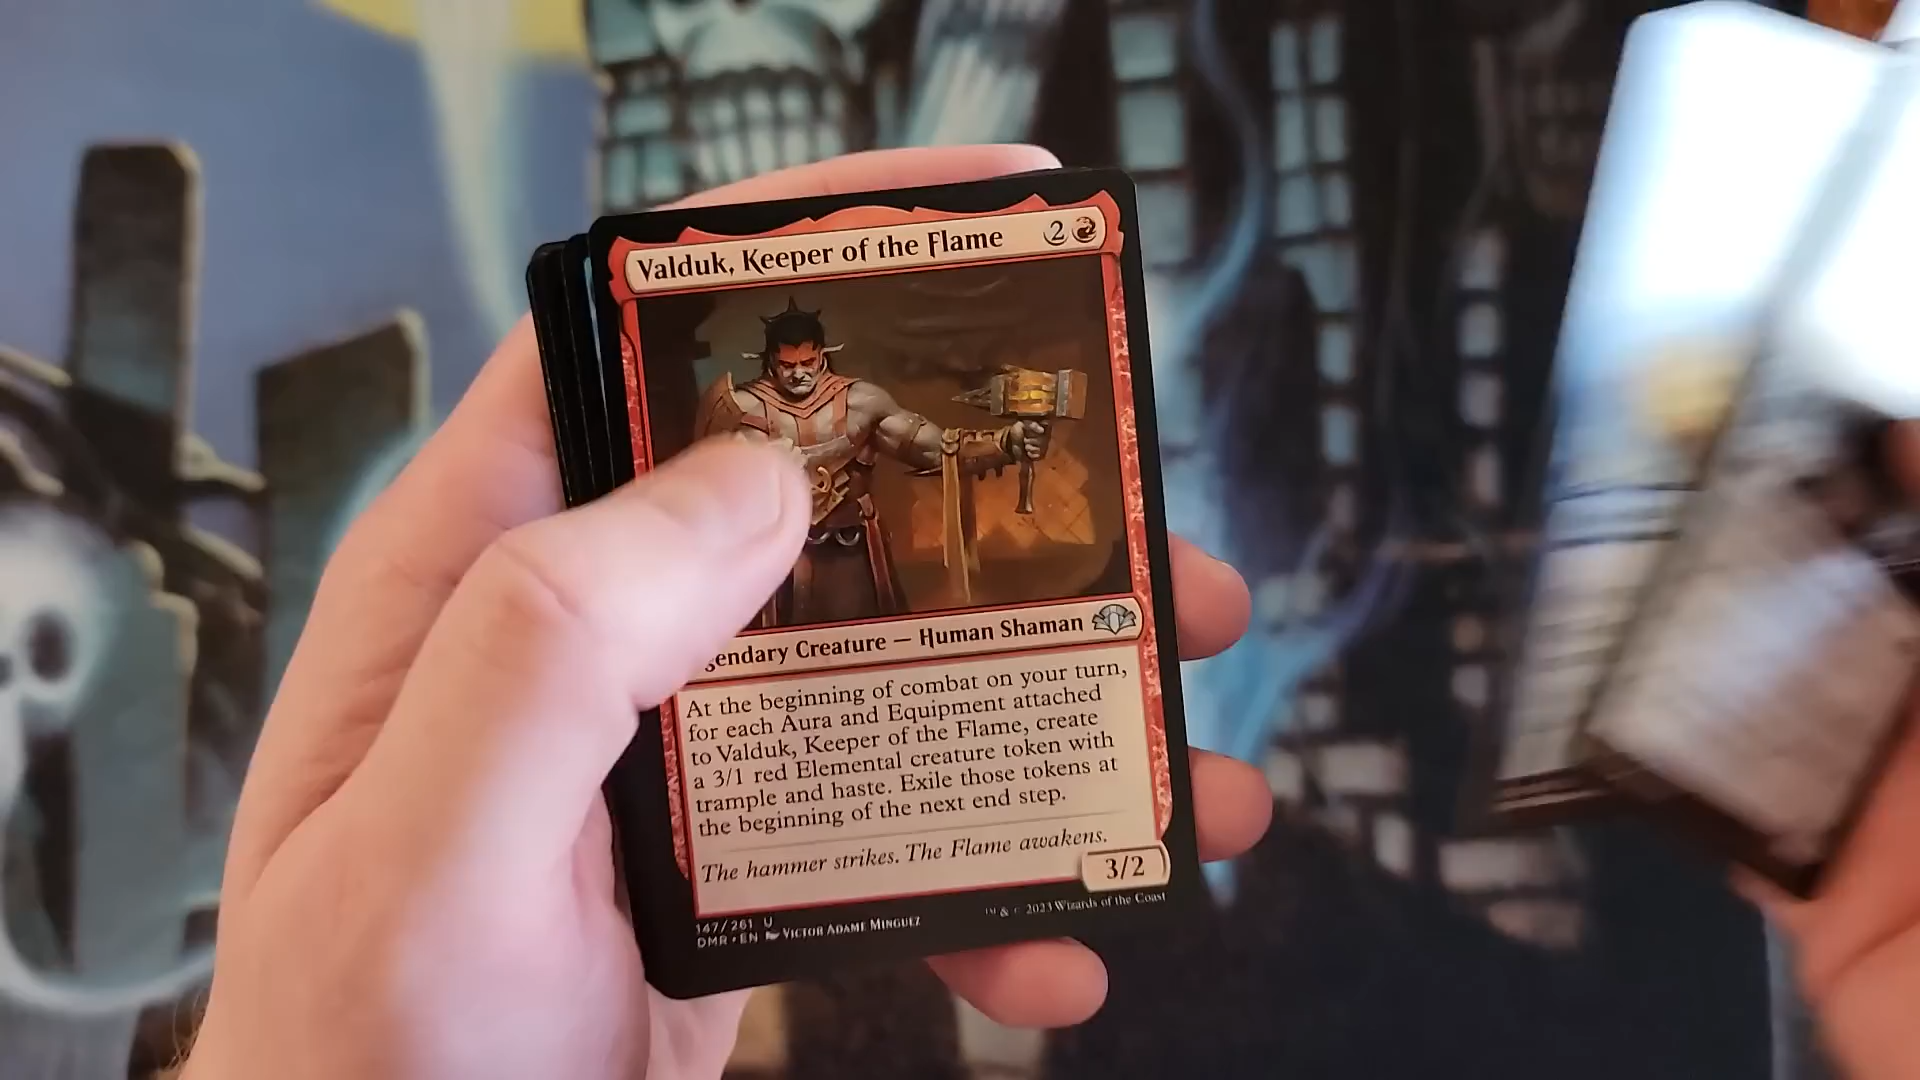 Valduk, Keeper of the Flame 2
gendary Creature — Human Shaman
At the beginning of combat on your turn,
for each Aura and Equipment attached
to Valduk, Keeper of the Flame, create
a 3/1 red Elemental creature token with
trample and haste. Exile those tokens at
the beginning of the next end step.
The hammer strikes. The Flame awakens.
3/2
147/261 U
DMR • EN Victor Adame Minguez
™ & © 2023 Wizards of the Coast